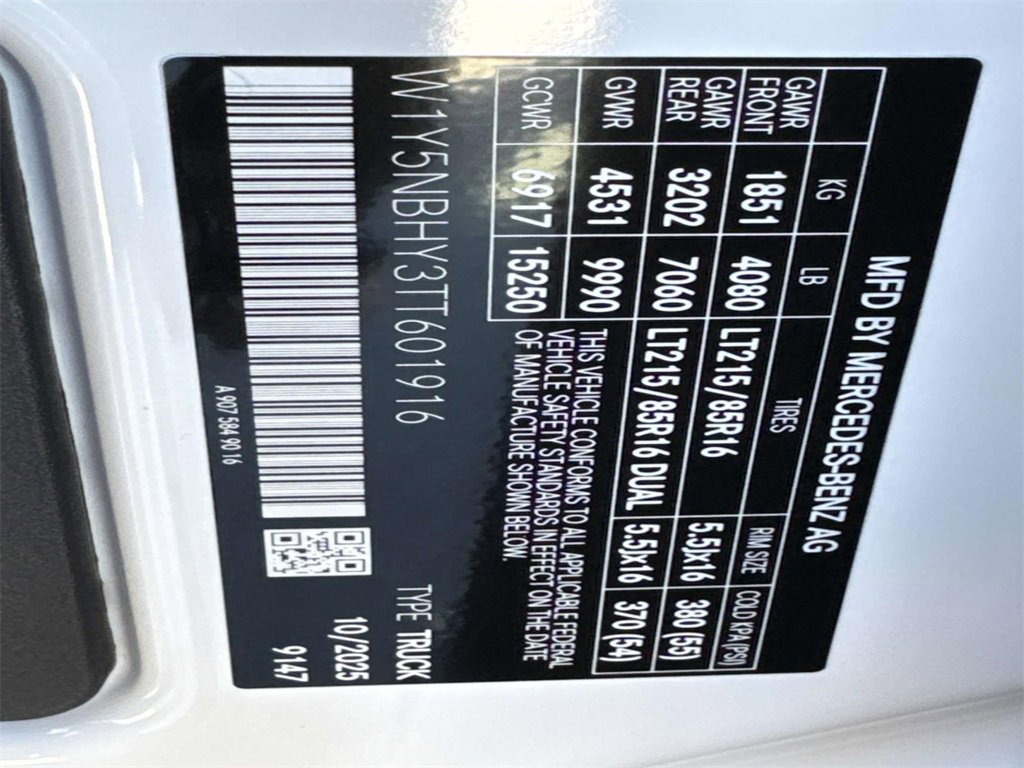 MFD BY MERCEDES-BENZ AG
KG LB TIRES RIM SIZE COLD KPA (PSI)
GAWR FRONT 1851 4080 LT215/85R16 5.5Jx16 380 (55)
GAWR REAR 3202 7060 LT215/85R16 DUAL 5.5Jx16 370 (54)
GVWR 4531 9990
GCWR 6917 15250
THIS VEHICLE CONFORMS TO ALL APPLICABLE FEDERAL
VEHICLE SAFETY STANDARDS IN EFFECT ON THE DATE
OF MANUFACTURE SHOWN BELOW.
W1Y5NBHY3TT601916 TYPE TRUCK
10/2025
9147
A 907 584 90 16